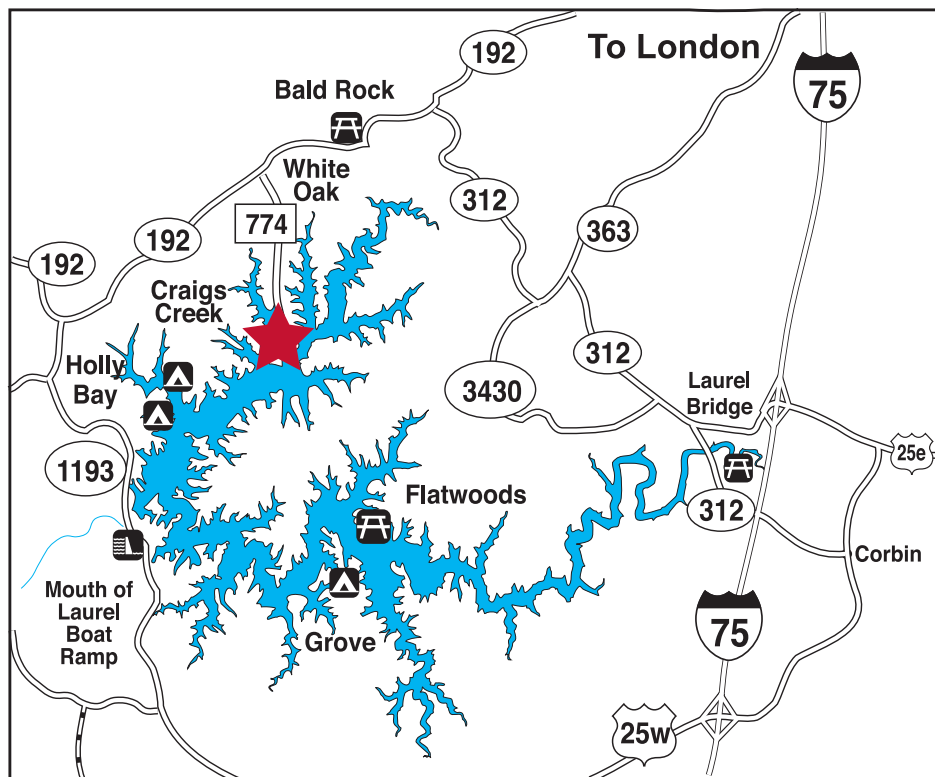 192
To London
75
Bald Rock
White
Oak
312
774
363
192
192
Craigs
Creek
312
Holly
Bay
3430
Laurel
Bridge
25e
1193
Flatwoods
312
Corbin
Mouth of
Laurel
Boat
Ramp
Grove
75
25w